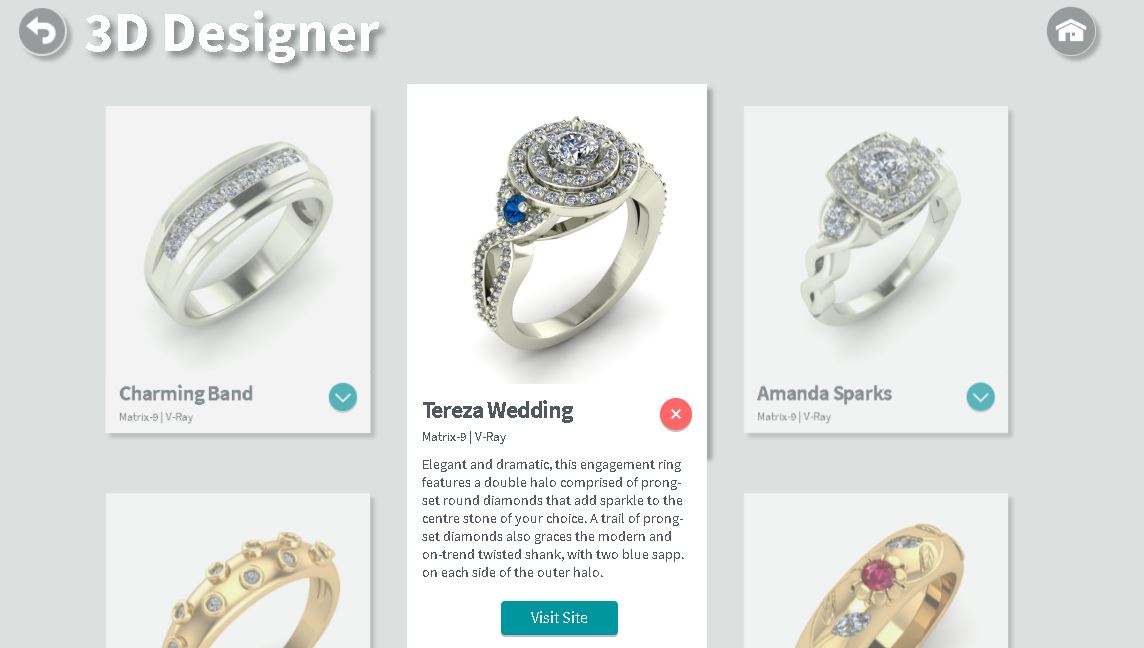 3D Designer
Charming Band
Matrix-9 | V-Ray
Tereza Wedding
Matrix-9 | V-Ray
Elegant and dramatic, this engagement ring
features a double halo comprised of prong-
set round diamonds that add sparkle to the
centre stone of your choice. A trail of prong-
set diamonds also graces the modern and
on-trend twisted shank, with two blue sapp.
on each side of the outer halo.
Visit Site
Amanda Sparks
Matrix-9 | V-Ray